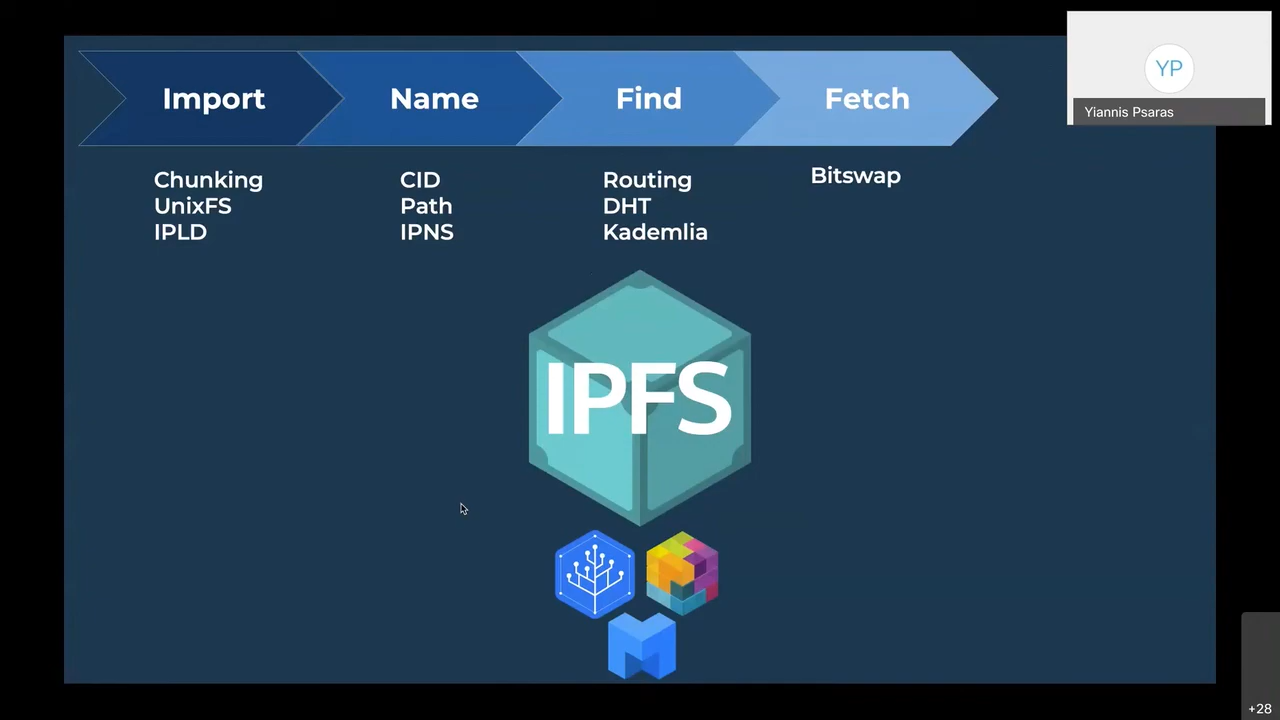 Import
Name
Find
Fetch
Chunking
UnixFS
IPLD
CID
Path
IPNS
Routing
DHT
Kademlia
Bitswap
IPFS
YP
Yiannis Psaras
+28